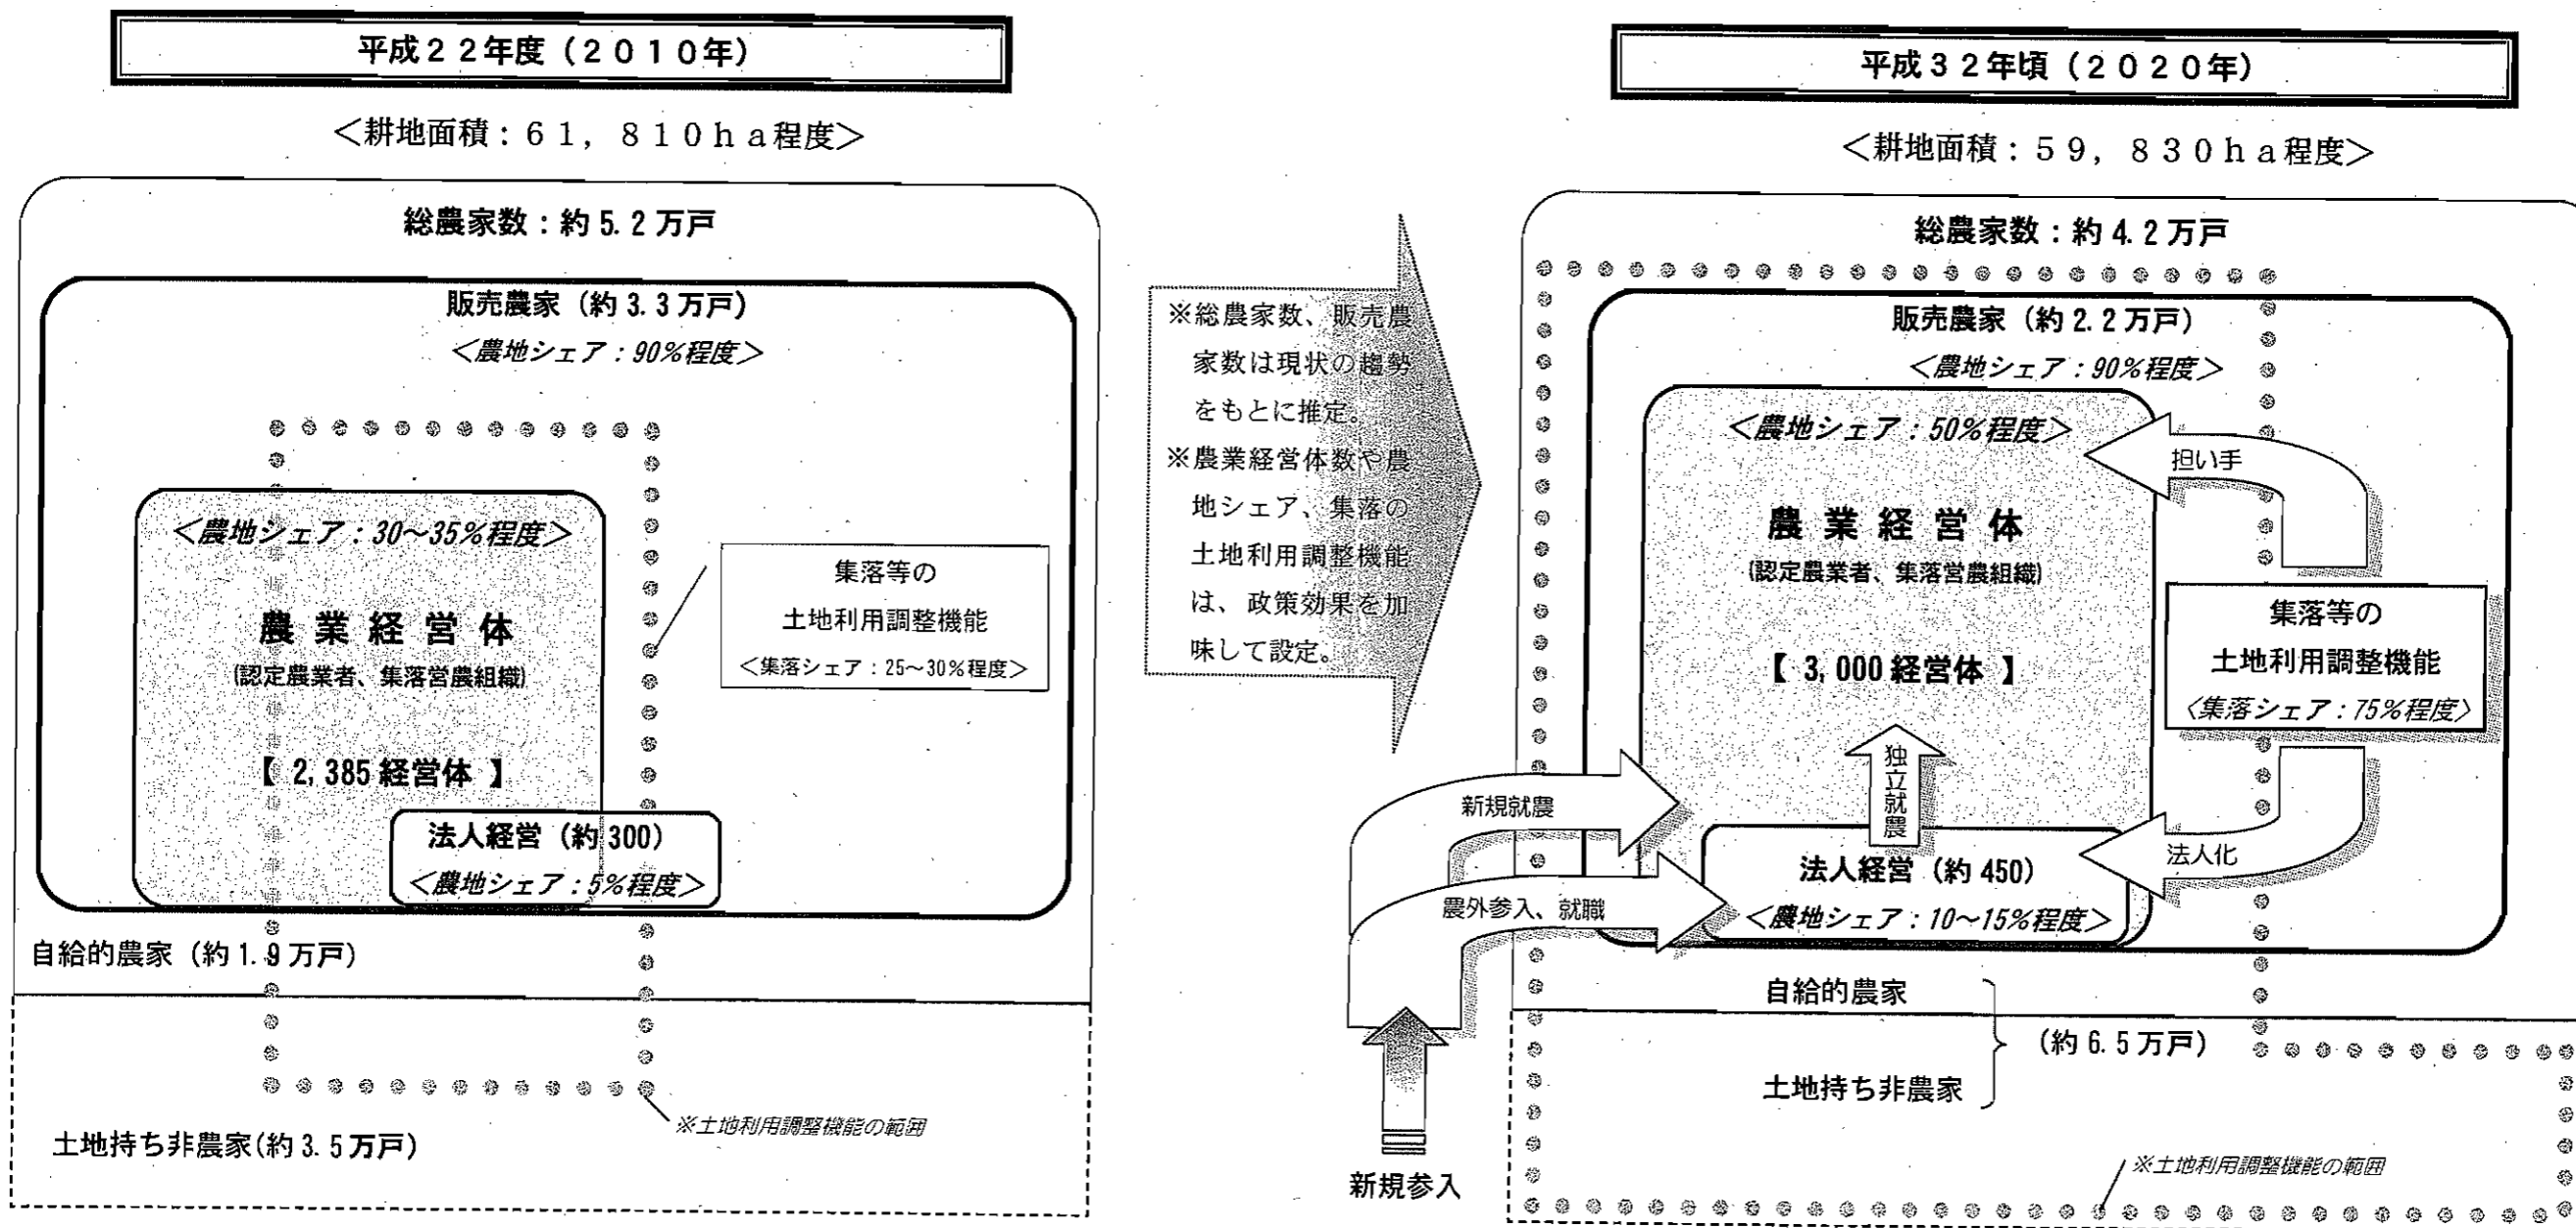 平成２２年度（２０１０年）
＜耕地面積：６１，８１０ｈａ程度＞
総農家数：約5.2万戸
販売農家（約3.3万戸）
＜農地シェア：90%程度＞
＜農地シェア：30～35%程度＞
農業経営体
(認定農業者、集落営農組織)
【 2,385経営体 】
法人経営（約300）
＜農地シェア：5%程度＞
集落等の
土地利用調整機能
＜集落シェア：25～30%程度＞
自給的農家（約1.9万戸）
土地持ち非農家(約3.5万戸)
※土地利用調整機能の範囲
※総農家数、販売農
家数は現状の趨勢
をもとに推定。
※農業経営体数や農
地シェア、集落の
土地利用調整機能
は、政策効果を加
味して設定。
平成３２年頃（２０２０年）
＜耕地面積：５９，８３０ｈａ程度＞
総農家数：約4.2万戸
販売農家（約2.2万戸）
＜農地シェア：90%程度＞
＜農地シェア：50%程度＞
担い手
農業経営体
(認定農業者、集落営農組織)
【 3,000経営体 】
集落等の
土地利用調整機能
＜集落シェア：75%程度＞
独立就農
新規就農
法人化
法人経営（約450）
＜農地シェア：10～15%程度＞
農外参入、就職
自給的農家
(約6.5万戸)
土地持ち非農家
※土地利用調整機能の範囲
新規参入